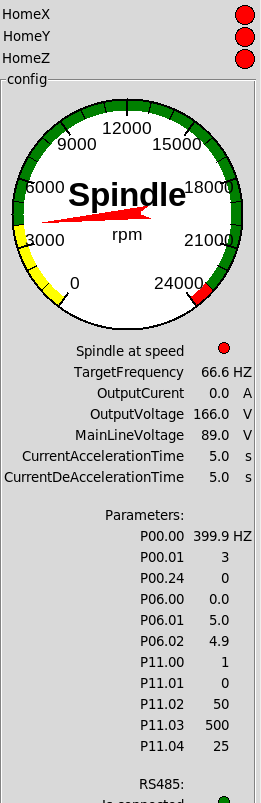 HomeX
HomeY
HomeZ
config
12000
9000 15000
6000 Spindle 18000
rpm
3000 21000
0 24000
Spindle at speed
TargetFrequency 66.6 HZ
OutputCurent 0.0 A
OutputVoltage 166.0 V
MainLineVoltage 89.0 V
CurrentAccelerationTime 5.0 s
CurrentDeAccelerationTime 5.0 s
Parameters:
P00.00 399.9 HZ
P00.01 3
P00.24 0
P06.00 0.0
P06.01 5.0
P06.02 4.9
P11.00 1
P11.01 0
P11.02 50
P11.03 500
P11.04 25
RS485:
Is connected